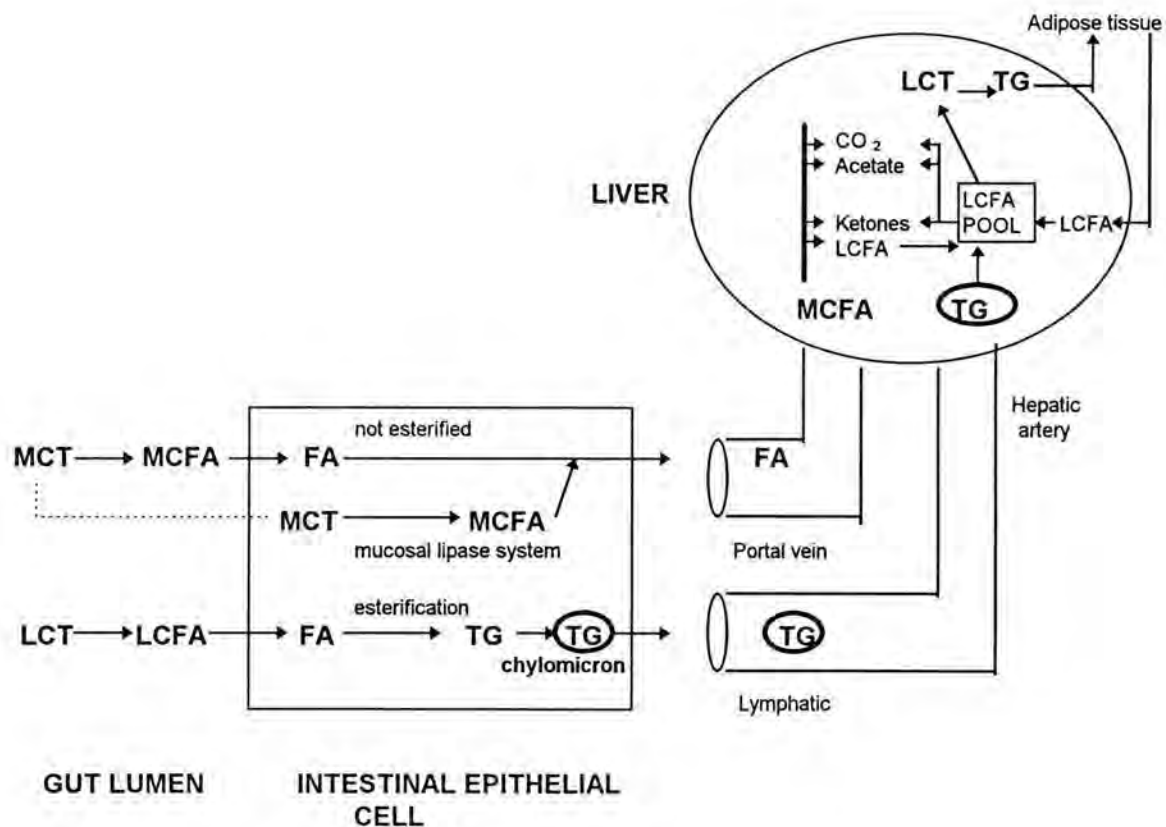 Adipose tissue
LCT TG
CO2
Acetate
LIVER
LCFA
POOL
Ketones
LCFA
LCFA
MCFA
TG
Hepatic
artery
not esterified
MCT MCFA FA FA
MCT MCFA
mucosal lipase system
Portal vein
esterification
LCT LCFA FA TG TG TG
chylomicron
Lymphatic
GUT LUMEN INTESTINAL EPITHELIAL
CELL